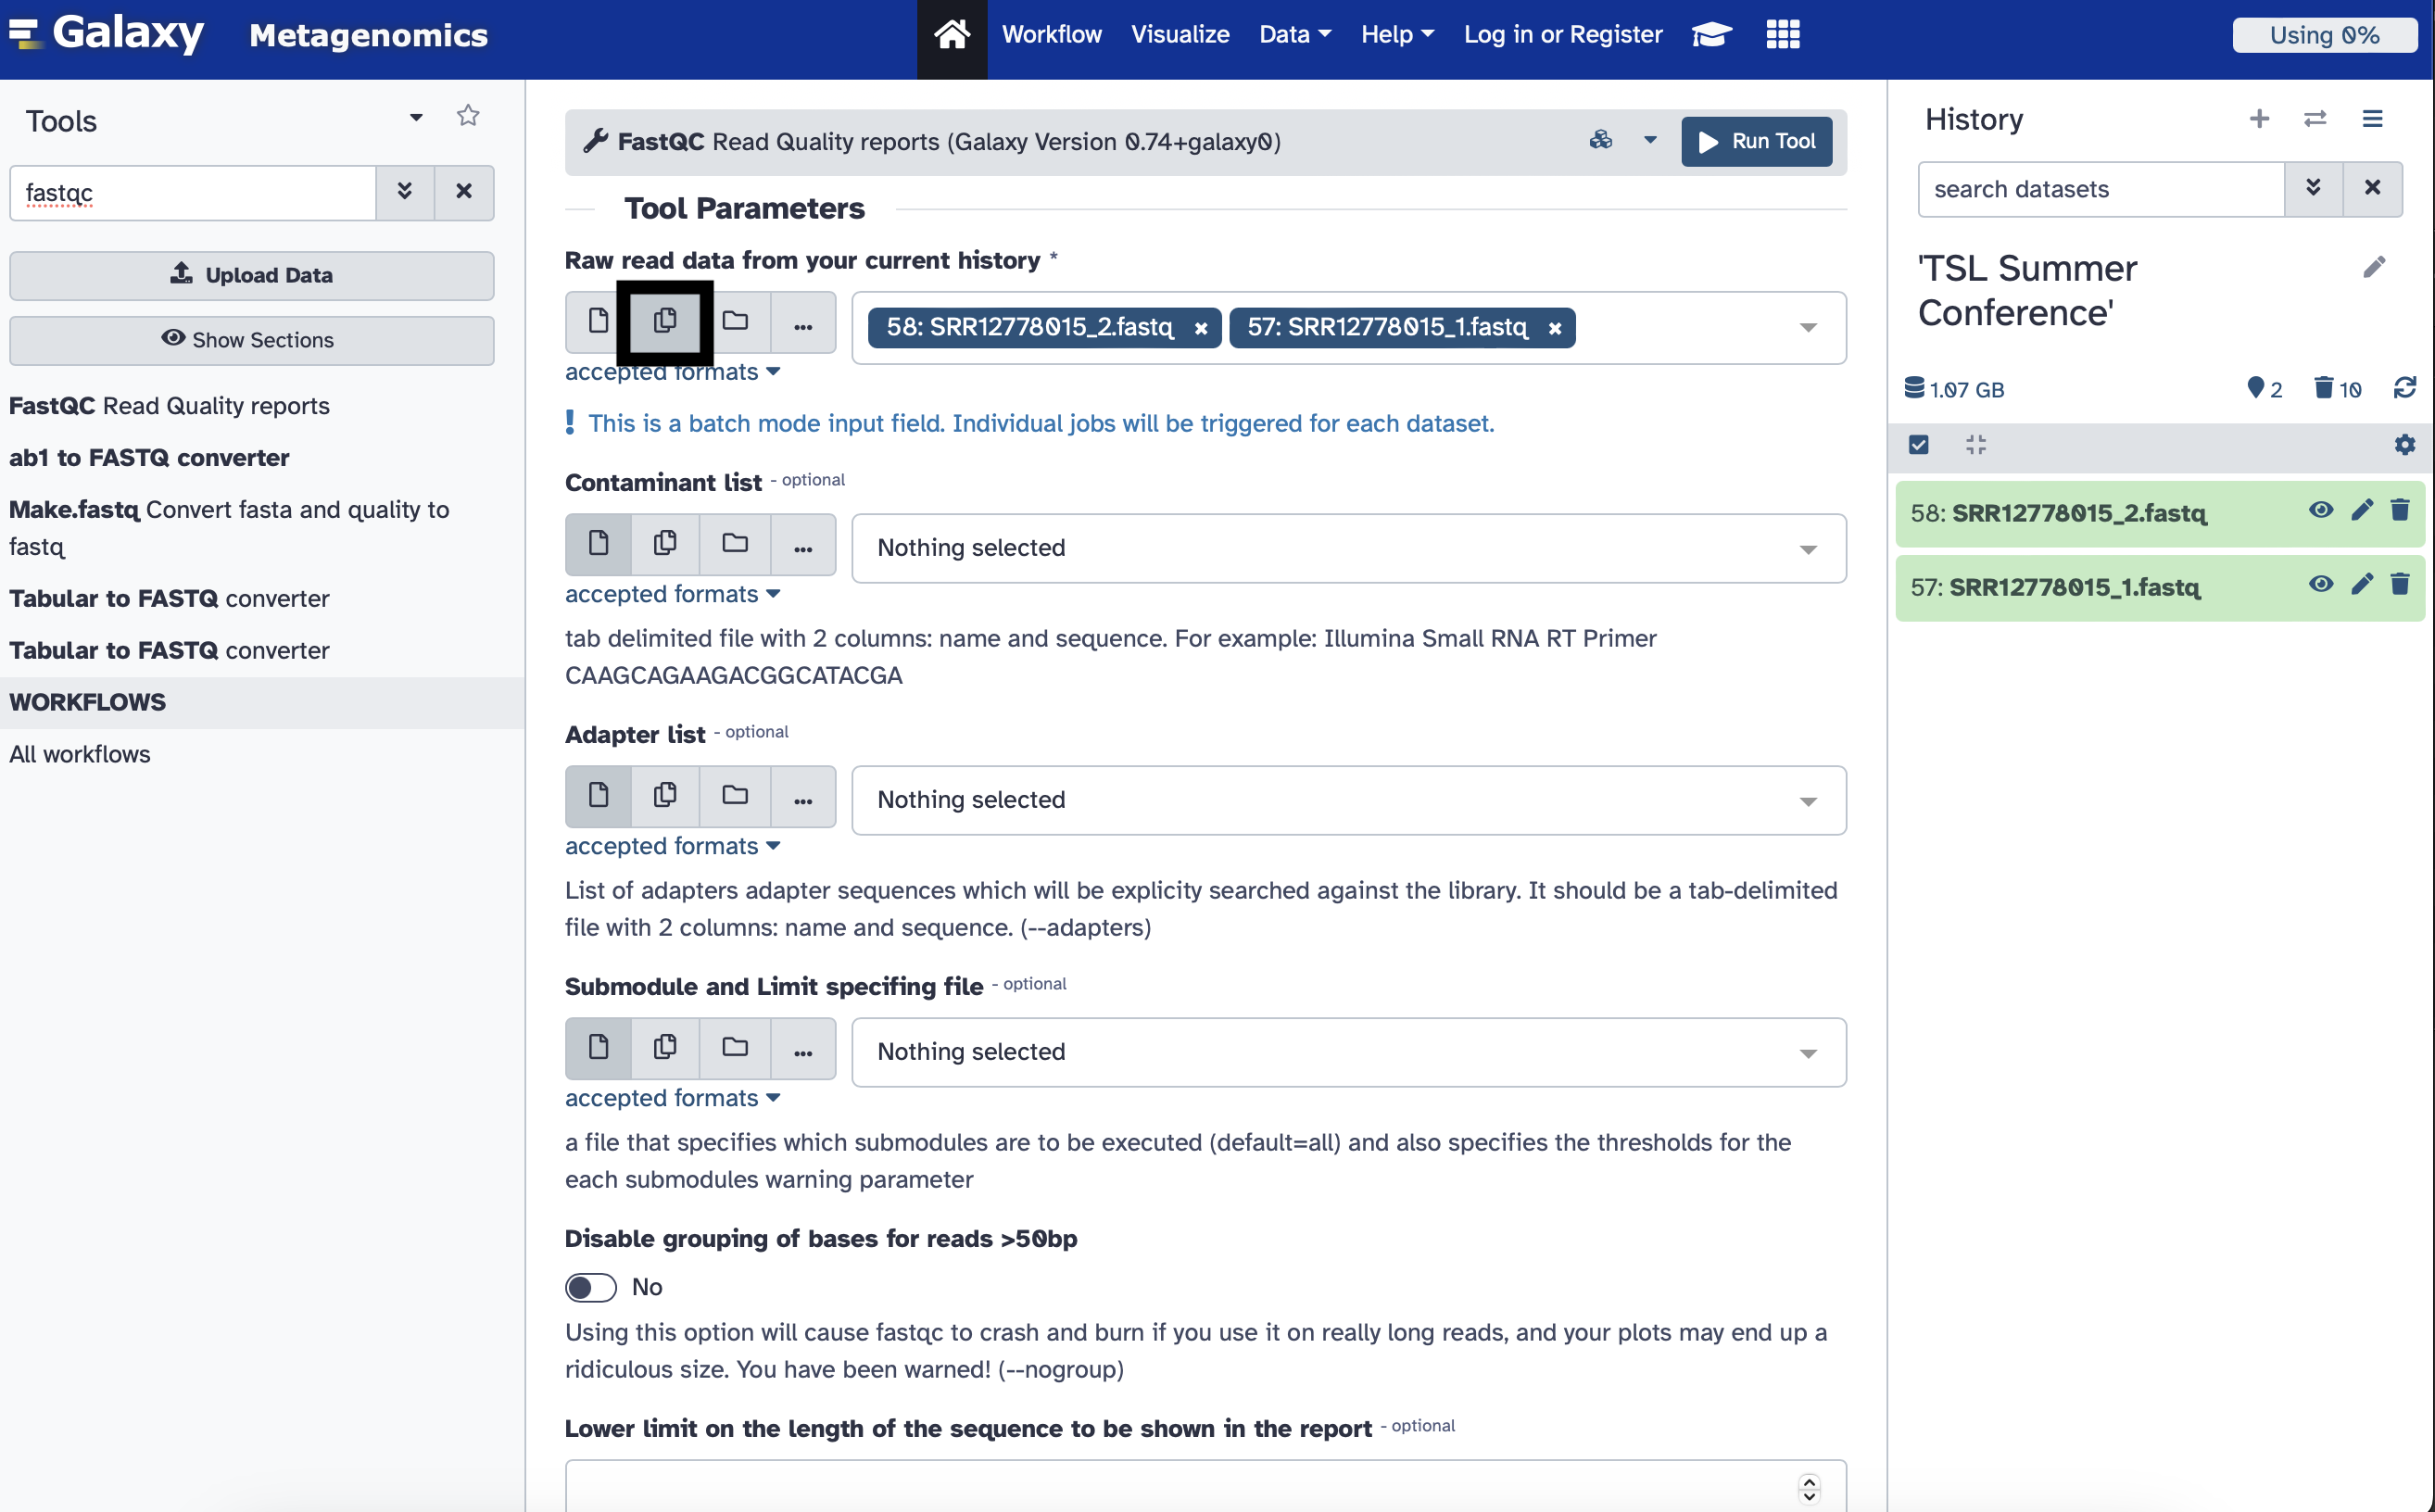 Galaxy Metagenomics Workflow Visualize Data Help Log in or Register Using 0%
Tools
fastqc
Upload Data
Show Sections
FastQC Read Quality reports
ab1 to FASTQ converter
Make.fastq Convert fasta and quality to
fastq
Tabular to FASTQ converter
Tabular to FASTQ converter
WORKFLOWS
All workflows
FastQC Read Quality reports (Galaxy Version 0.74+galaxy0) Run Tool
Tool Parameters
Raw read data from your current history *
... 58: SRR12778015_2.fastq × 57: SRR12778015_1.fastq ×
accepted formats
! This is a batch mode input field. Individual jobs will be triggered for each dataset.
Contaminant list - optional
... Nothing selected
accepted formats
tab delimited file with 2 columns: name and sequence. For example: Illumina Small RNA RT Primer
CAAGCAGAAGACGGCATACGA
Adapter list - optional
... Nothing selected
accepted formats
List of adapters adapter sequences which will be explicity searched against the library. It should be a tab-delimited
file with 2 columns: name and sequence. (--adapters)
Submodule and Limit specifing file - optional
... Nothing selected
accepted formats
a file that specifies which submodules are to be executed (default=all) and also specifies the thresholds for the
each submodules warning parameter
Disable grouping of bases for reads >50bp
No
Using this option will cause fastqc to crash and burn if you use it on really long reads, and your plots may end up a
ridiculous size. You have been warned! (--nogroup)
Lower limit on the length of the sequence to be shown in the report - optional
History
search datasets
'TSL Summer
Conference'
1.07 GB 2 10
58: SRR12778015_2.fastq
57: SRR12778015_1.fastq